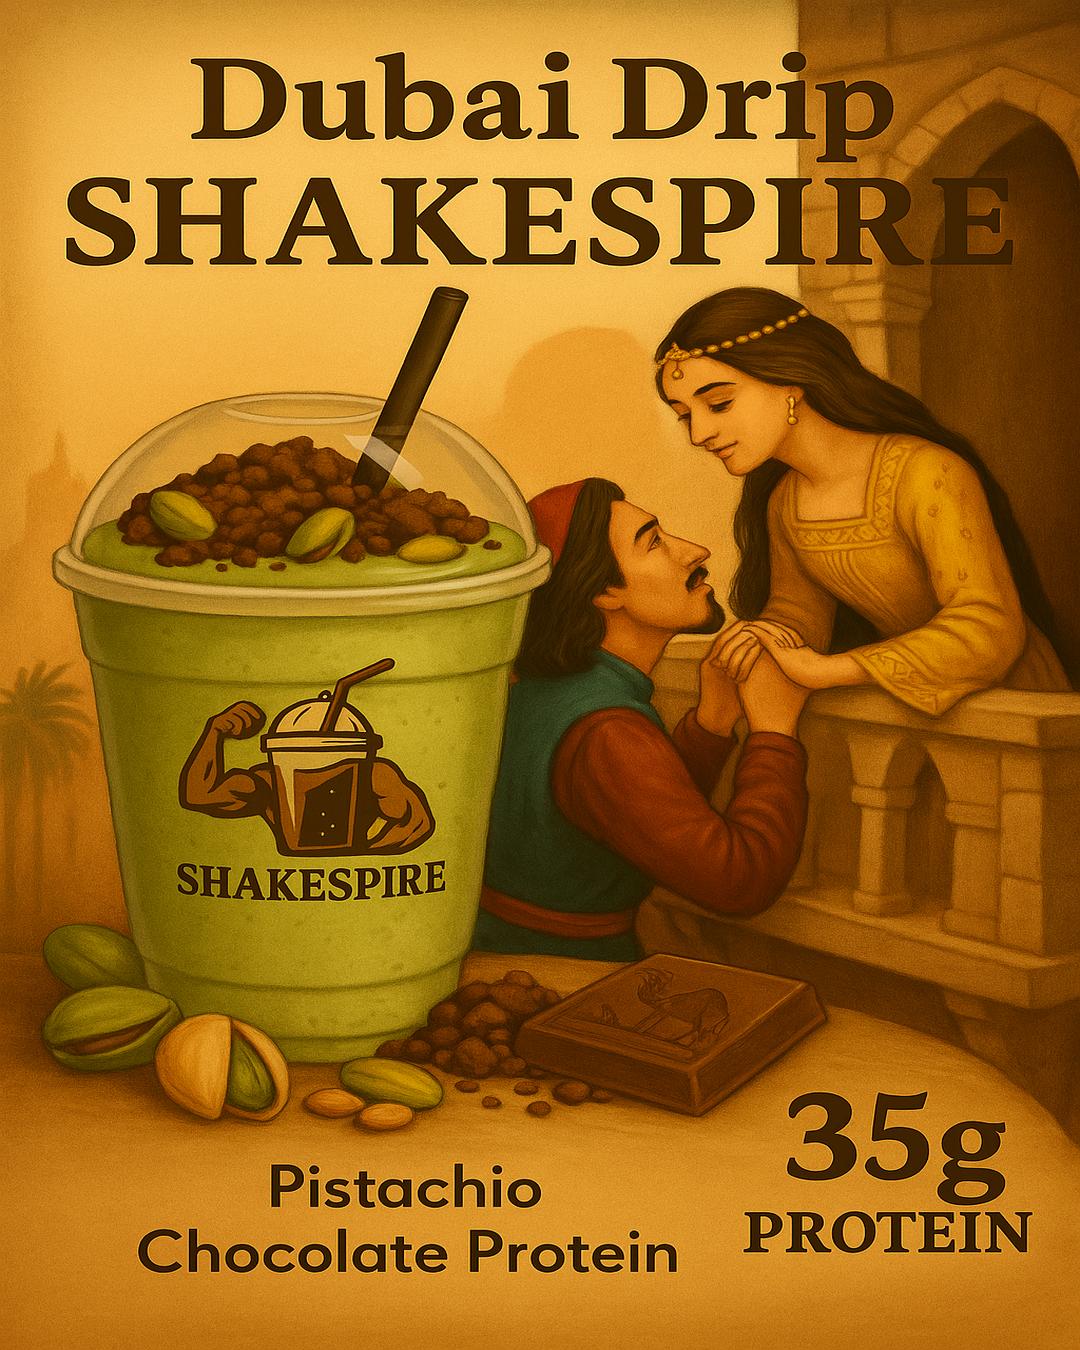 Dubai Drip
SHAKESPIRE
SHAKESPIRE
Pistachio
Chocolate Protein
35g
PROTEIN